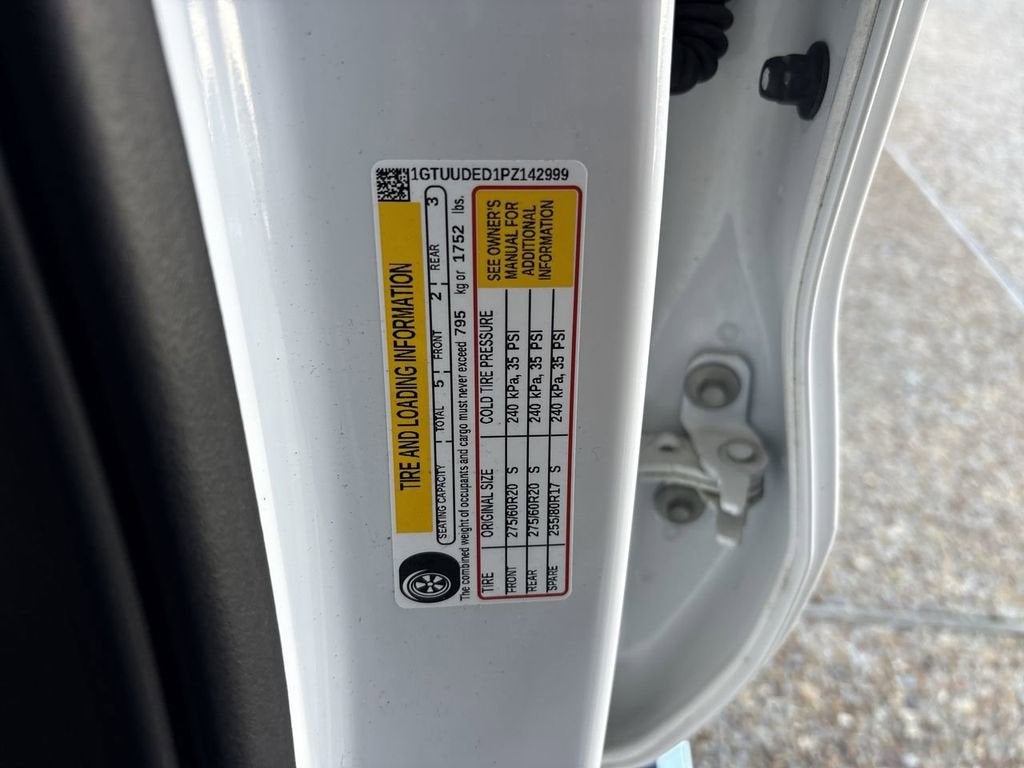 1GTUUDED1PZ142999
TIRE AND LOADING INFORMATION
SEATING CAPACITY TOTAL 5 FRONT 2 REAR 3
The combined weight of occupants and cargo must never exceed 795 kg or 1752 lbs.
TIRE ORIGINAL SIZE COLD TIRE PRESSURE
FRONT 275/60R20 S 240 kPa, 35 PSI
REAR 275/60R20 S 240 kPa, 35 PSI
SPARE 255/80R17 S 240 kPa, 35 PSI
SEE OWNER'S
MANUAL FOR
ADDITIONAL
INFORMATION